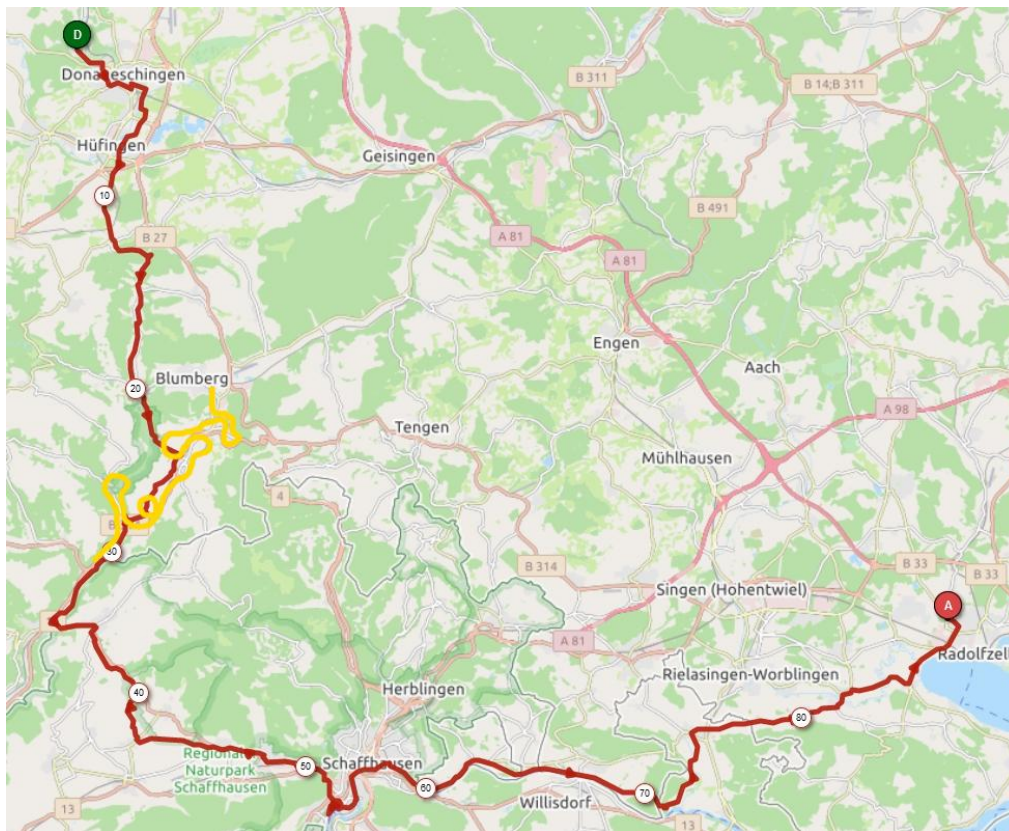 D
Donaueschingen
B 311
B 14;B 311
Hüfingen
Geisingen
10
B 491
B 27
A 81
A 81
Engen
Aach
20
Blumberg
A 98
Tengen
Mühlhausen
4
30
B 314
B 33
B 33
Singen (Hohentwiel)
A
A 81
Radolfzell
Rielasingen-Worblingen
Herblingen
40
80
Regional
Naturpark
Schaffhausen
50
Schaffhausen
60
70
Willisdorf
13
13